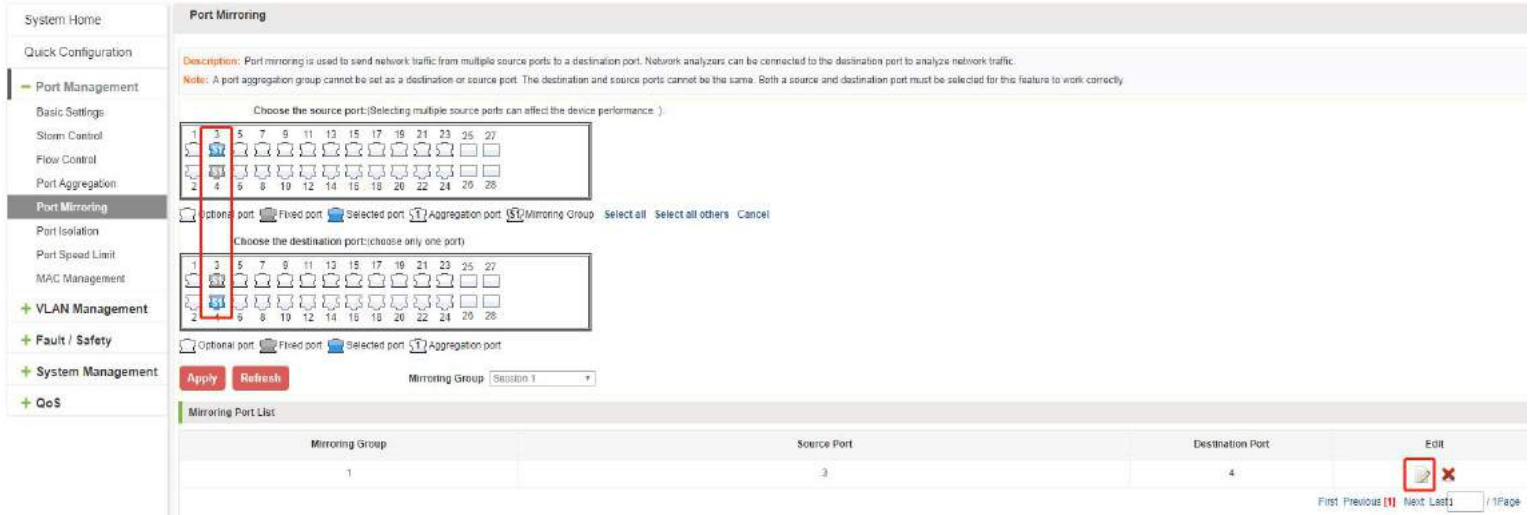 System Home
Quick Configuration
Port Management
Basic Settings
Storm Control
Flow Control
Port Aggregation
Port Mirroring
Port Isolation
Port Speed Limit
MAC Management
VLAN Management
Fault / Safety
System Management
QoS
Port Mirroring
Description: Port mirroring is used to send network traffic from multiple source ports to a destination port. Network analyzers can be connected to the destination port to analyze network traffic.
Note: A port aggregation group cannot be set as a destination or source port. The destination and source ports cannot be the same. Both a source and destination port must be selected for this feature to work correctly.
Choose the source port:(Selecting multiple source ports can affect the device performance. ).
1 3 5 7 9 11 13 15 17 19 21 23 25 27
S1
S1
2 4 6 8 10 12 14 16 18 20 22 24 26 28
Optional port Fixed port Selected port 1 Aggregation port S1 Mirroring Group Select all Select all others Cancel
Choose the destination port:(choose only one port)
1 3 5 7 9 11 13 15 17 19 21 23 25 27
S1
S1
2 4 6 8 10 12 14 16 18 20 22 24 26 28
Optional port Fixed port Selected port 1 Aggregation port
Apply Refresh Mirroring Group Session 1
Mirroring Port List
Mirroring Group Source Port Destination Port Edit
1 3 4
First Previous [1] Next Last 1 / 1Page